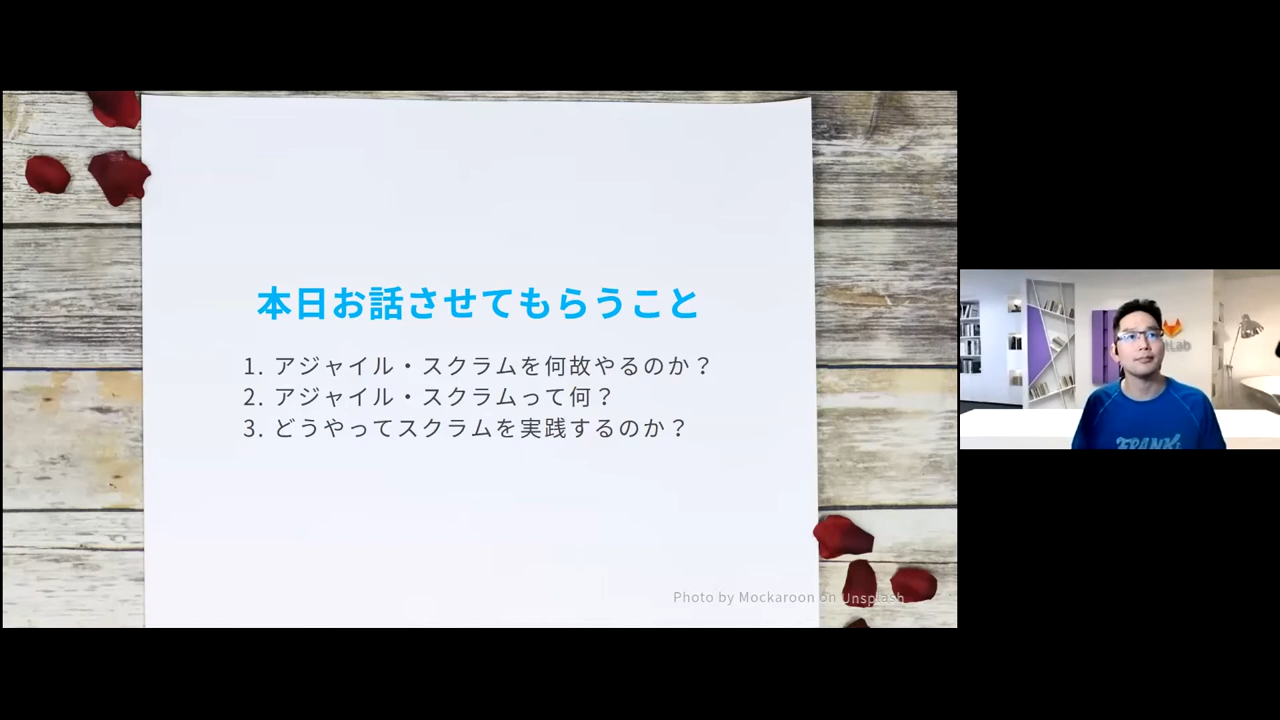 本日お話させてもらうこと
1. アジャイル・スクラムを何故やるのか？
2. アジャイル・スクラムって何？
3. どうやってスクラムを実践するのか？
Photo by Mockaroon on Unsplash